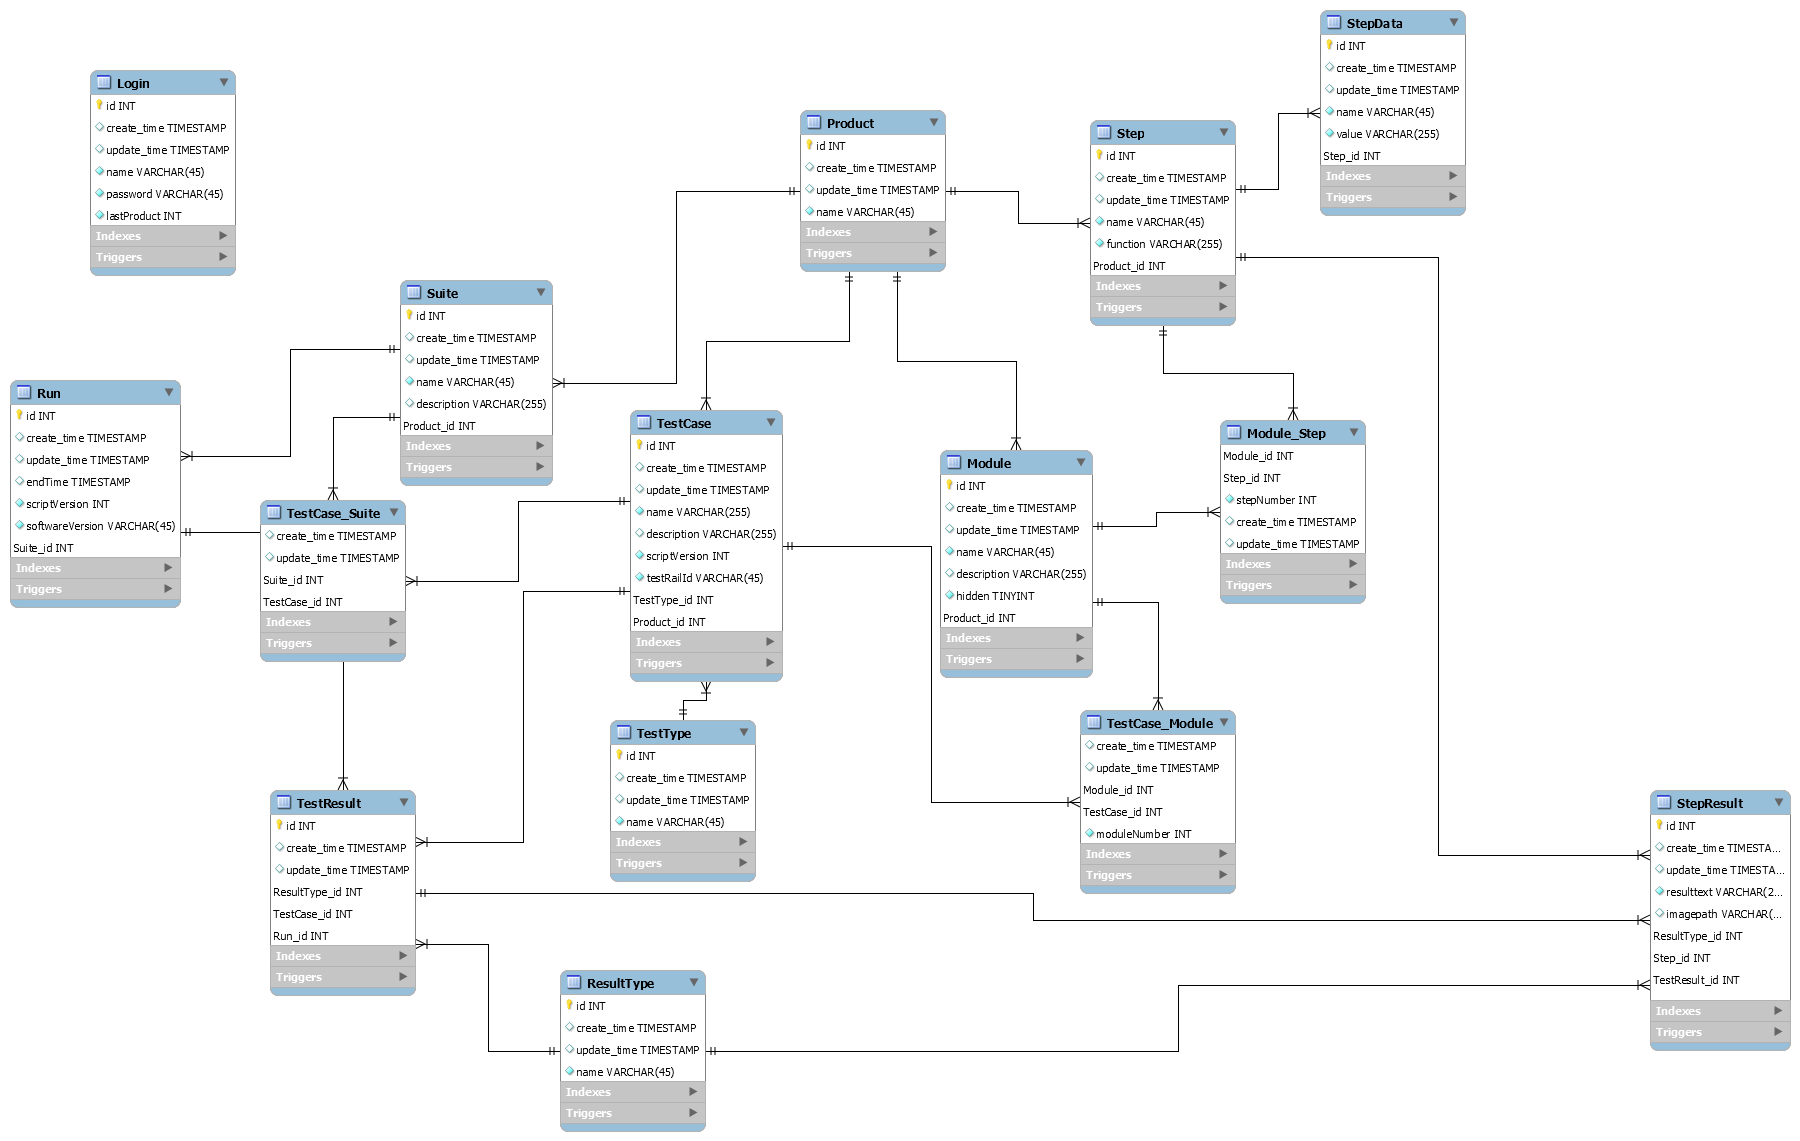 StepData
id INT
create_time TIMESTAMP
update_time TIMESTAMP
name VARCHAR(45)
value VARCHAR(255)
Step_id INT
Indexes
Triggers
Login
id INT
create_time TIMESTAMP
update_time TIMESTAMP
name VARCHAR(45)
password VARCHAR(45)
lastProduct INT
Indexes
Triggers
Product
id INT
create_time TIMESTAMP
update_time TIMESTAMP
name VARCHAR(45)
Indexes
Triggers
Step
id INT
create_time TIMESTAMP
update_time TIMESTAMP
name VARCHAR(45)
function VARCHAR(255)
Product_id INT
Indexes
Triggers
Suite
id INT
create_time TIMESTAMP
update_time TIMESTAMP
name VARCHAR(45)
description VARCHAR(255)
Product_id INT
Indexes
Triggers
Run
id INT
create_time TIMESTAMP
update_time TIMESTAMP
endTime TIMESTAMP
scriptVersion INT
softwareVersion VARCHAR(45)
Suite_id INT
Indexes
Triggers
TestCase_Suite
create_time TIMESTAMP
update_time TIMESTAMP
Suite_id INT
TestCase_id INT
Indexes
Triggers
TestCase
id INT
create_time TIMESTAMP
update_time TIMESTAMP
name VARCHAR(255)
description VARCHAR(255)
scriptVersion INT
testRailId VARCHAR(45)
TestType_id INT
Product_id INT
Indexes
Triggers
Module
id INT
create_time TIMESTAMP
update_time TIMESTAMP
name VARCHAR(45)
description VARCHAR(255)
hidden TINYINT
Product_id INT
Indexes
Triggers
Module_Step
Module_id INT
Step_id INT
stepNumber INT
create_time TIMESTAMP
update_time TIMESTAMP
Indexes
Triggers
TestType
id INT
create_time TIMESTAMP
update_time TIMESTAMP
name VARCHAR(45)
Indexes
Triggers
TestCase_Module
create_time TIMESTAMP
update_time TIMESTAMP
Module_id INT
TestCase_id INT
moduleNumber INT
Indexes
Triggers
TestResult
id INT
create_time TIMESTAMP
update_time TIMESTAMP
ResultType_id INT
TestCase_id INT
Run_id INT
Indexes
Triggers
StepResult
id INT
create_time TIMESTA...
update_time TIMESTA...
resulttext VARCHAR(2...
imagepath VARCHAR(...
ResultType_id INT
Step_id INT
TestResult_id INT
Indexes
Triggers
ResultType
id INT
create_time TIMESTAMP
update_time TIMESTAMP
name VARCHAR(45)
Indexes
Triggers